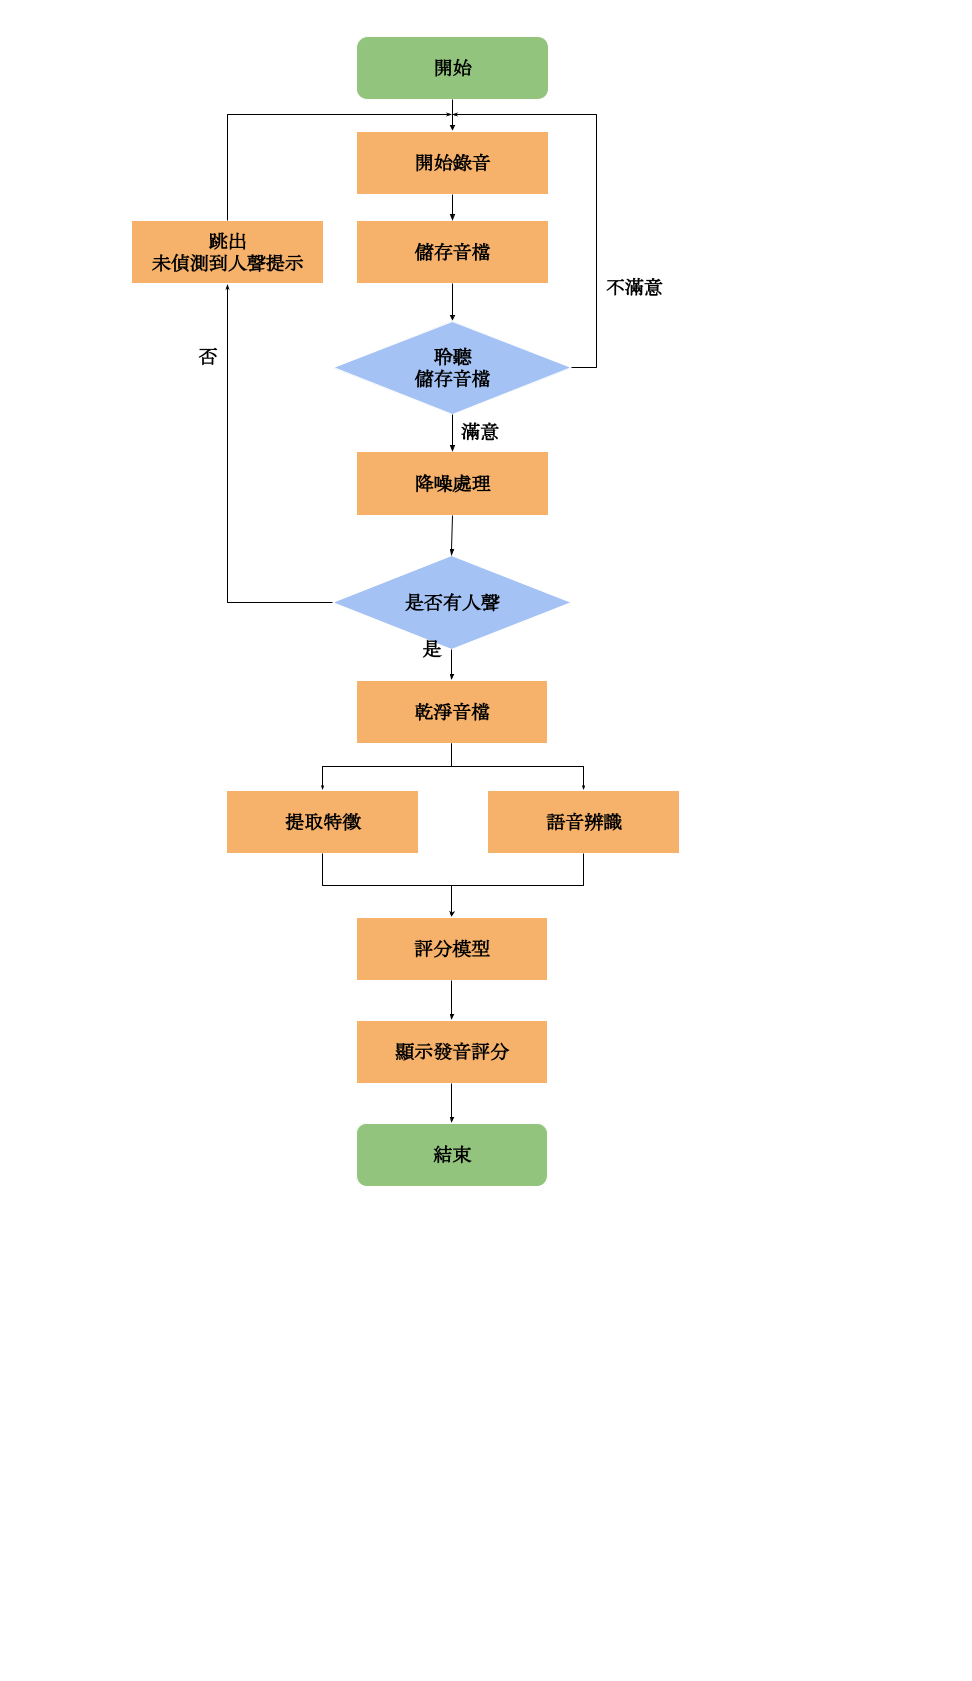 開始
開始錄音
跳出
未偵測到人聲提示
儲存音檔
不滿意
否
聆聽
儲存音檔
滿意
降噪處理
是否有人聲
是
乾淨音檔
提取特徵
語音辨識
評分模型
顯示發音評分
結束